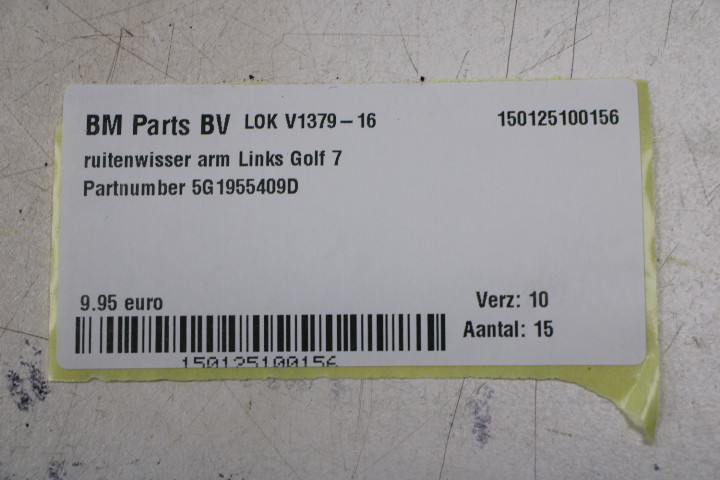 BM Parts BV LOK V1379-16 150125100156
ruitenwisser arm Links Golf 7
Partnumber 5G1955409D
9.95 euro Verz: 10
Aantal: 15
150125100156